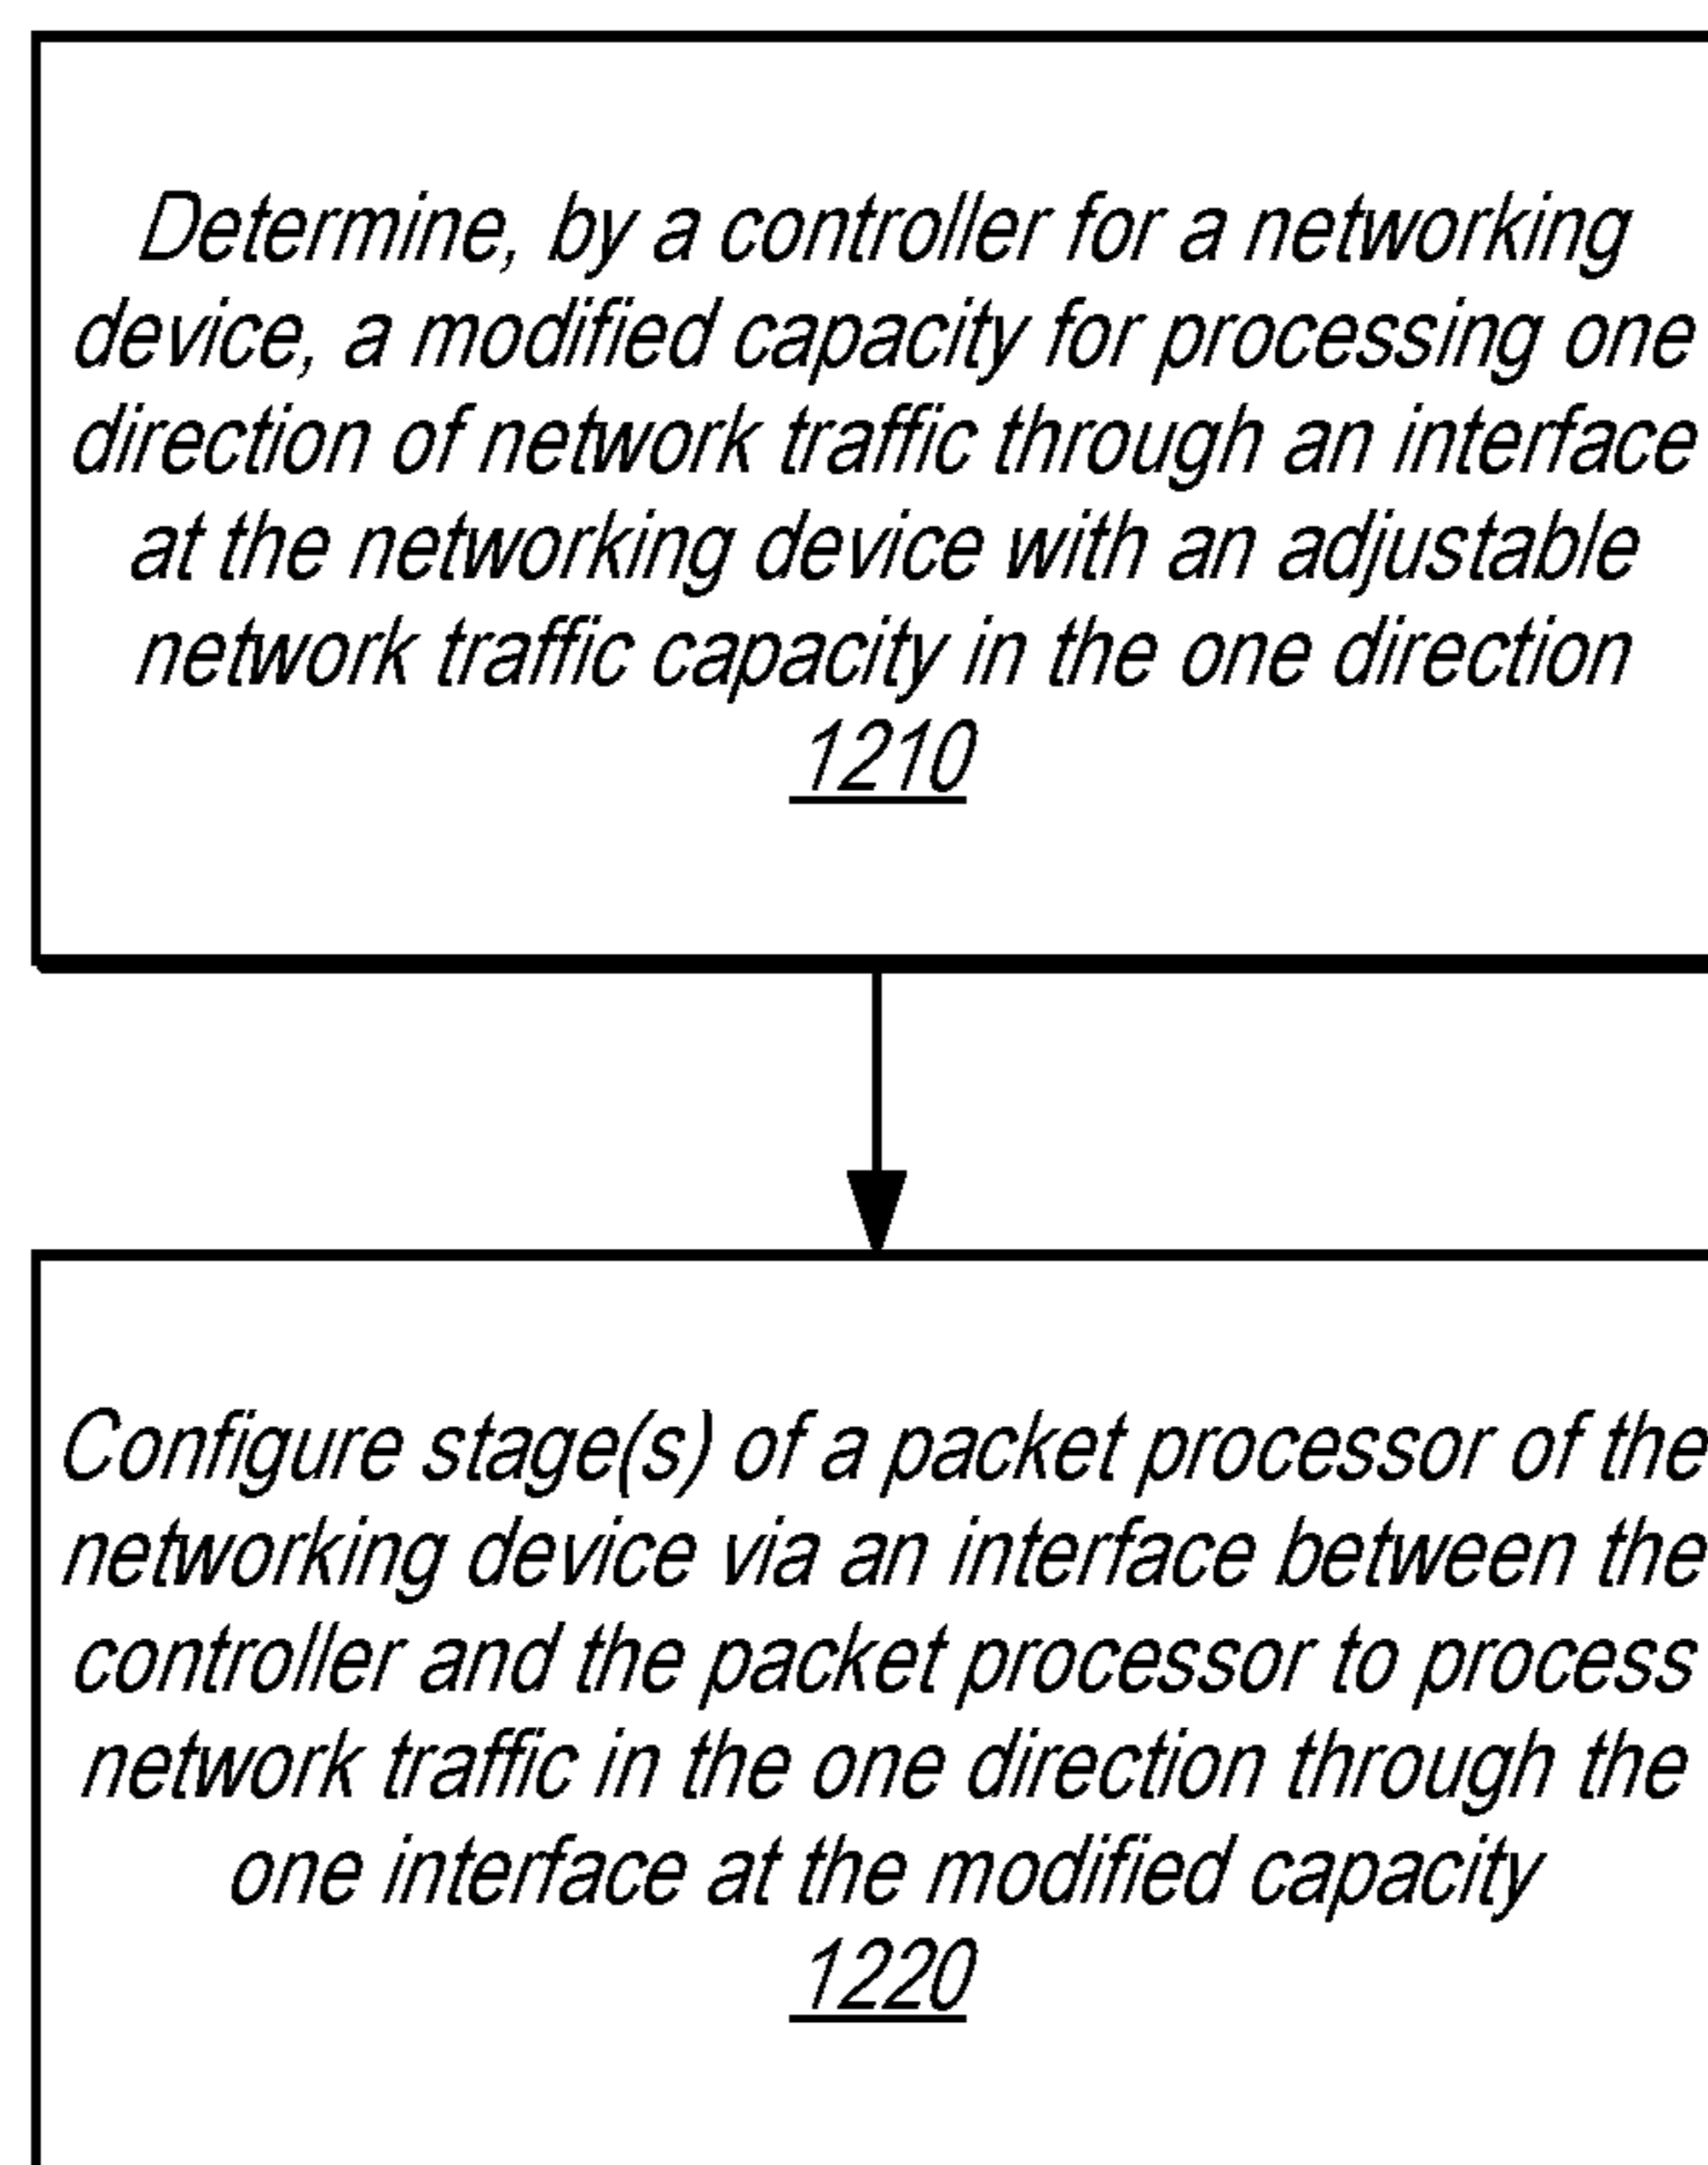 Determine, by a controller for a networking
device, a modified capacity for processing one
direction of network traffic through an interface
at the networking device with an adjustable
network traffic capacity in the one direction
1210
Configure stage(s) of a packet processor of the
networking device via an interface between the
controller and the packet processor to process
network traffic in the one direction through the
one interface at the modified capacity
1220